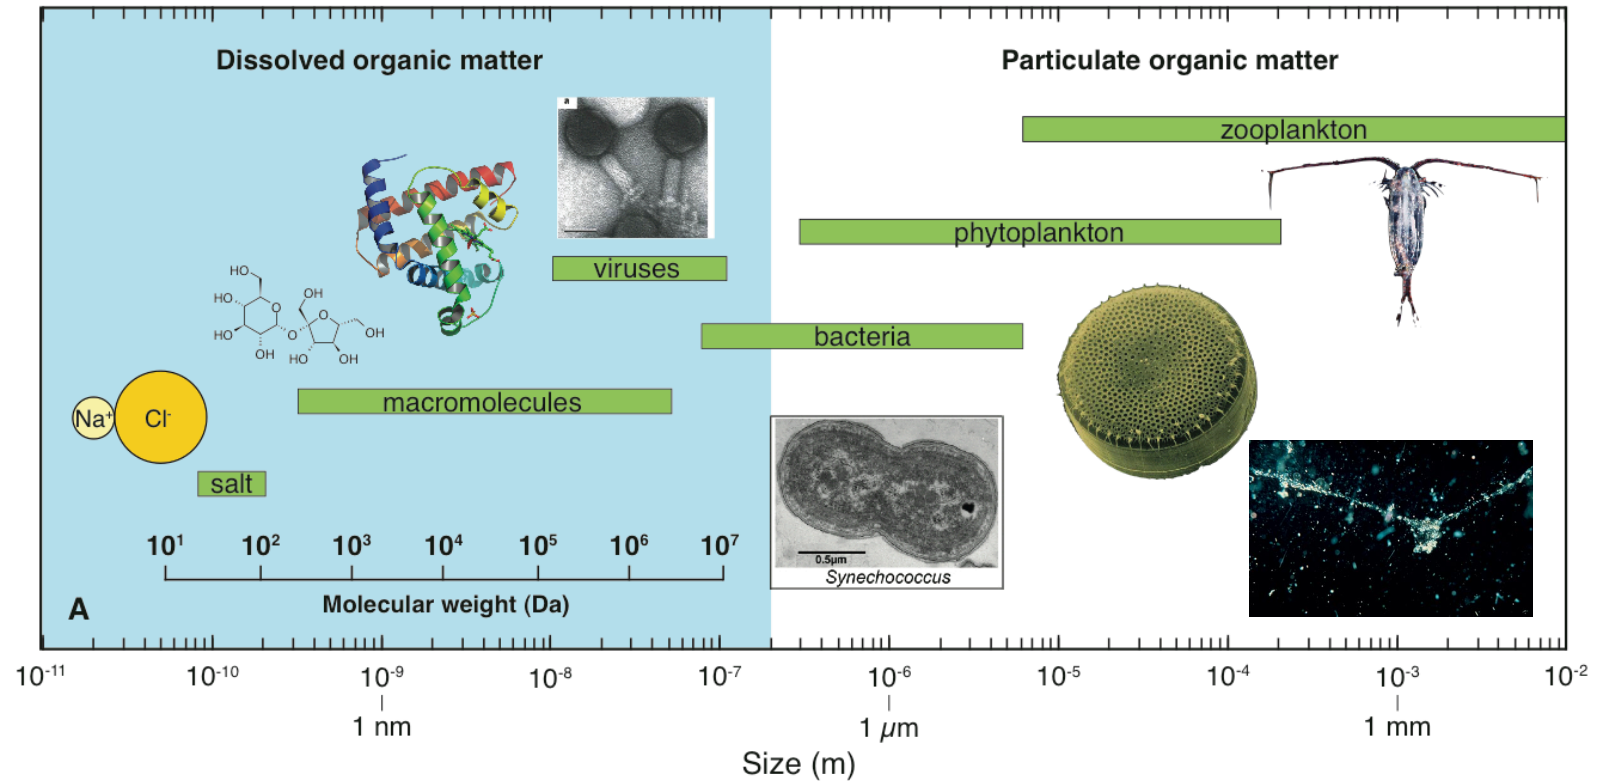 Dissolved organic matter
Particulate organic matter
a
zooplankton
phytoplankton
viruses
bacteria
macromolecules
salt
HO
HO
HO
OH
O
O
OH
O
HO
OH
OH
Na⁺
Cl⁻
10¹ 10² 10³ 10⁴ 10⁵ 10⁶ 10⁷
Molecular weight (Da)
A
0.5µm
Synechococcus
10⁻¹¹ 10⁻¹⁰ 10⁻⁹ 10⁻⁸ 10⁻⁷ 10⁻⁶ 10⁻⁵ 10⁻⁴ 10⁻³ 10⁻²
1 nm 1 µm 1 mm
Size (m)